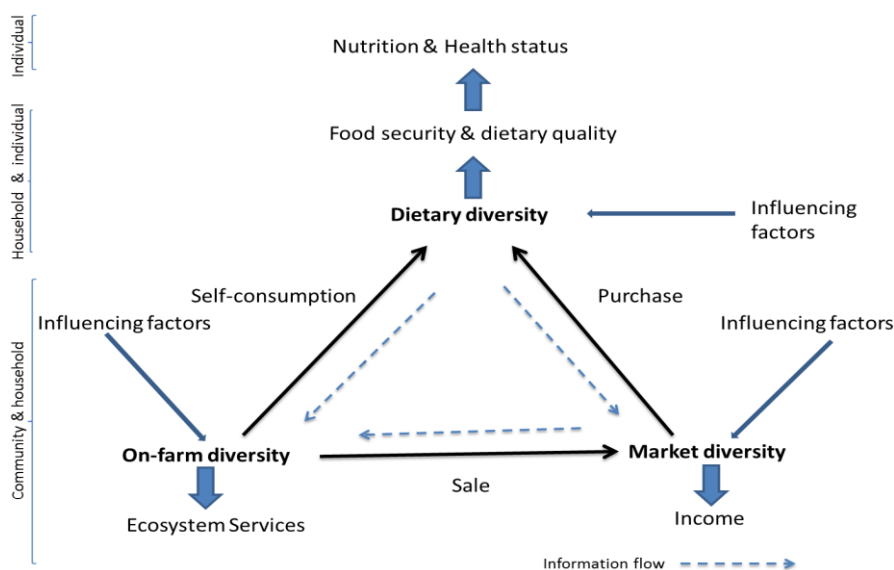 Individual
Nutrition & Health status
Household & individual
Food security & dietary quality
Dietary diversity
Influencing
factors
Community & household
Self-consumption
Purchase
Influencing factors
Influencing factors
On-farm diversity
Market diversity
Sale
Ecosystem Services
Income
Information flow